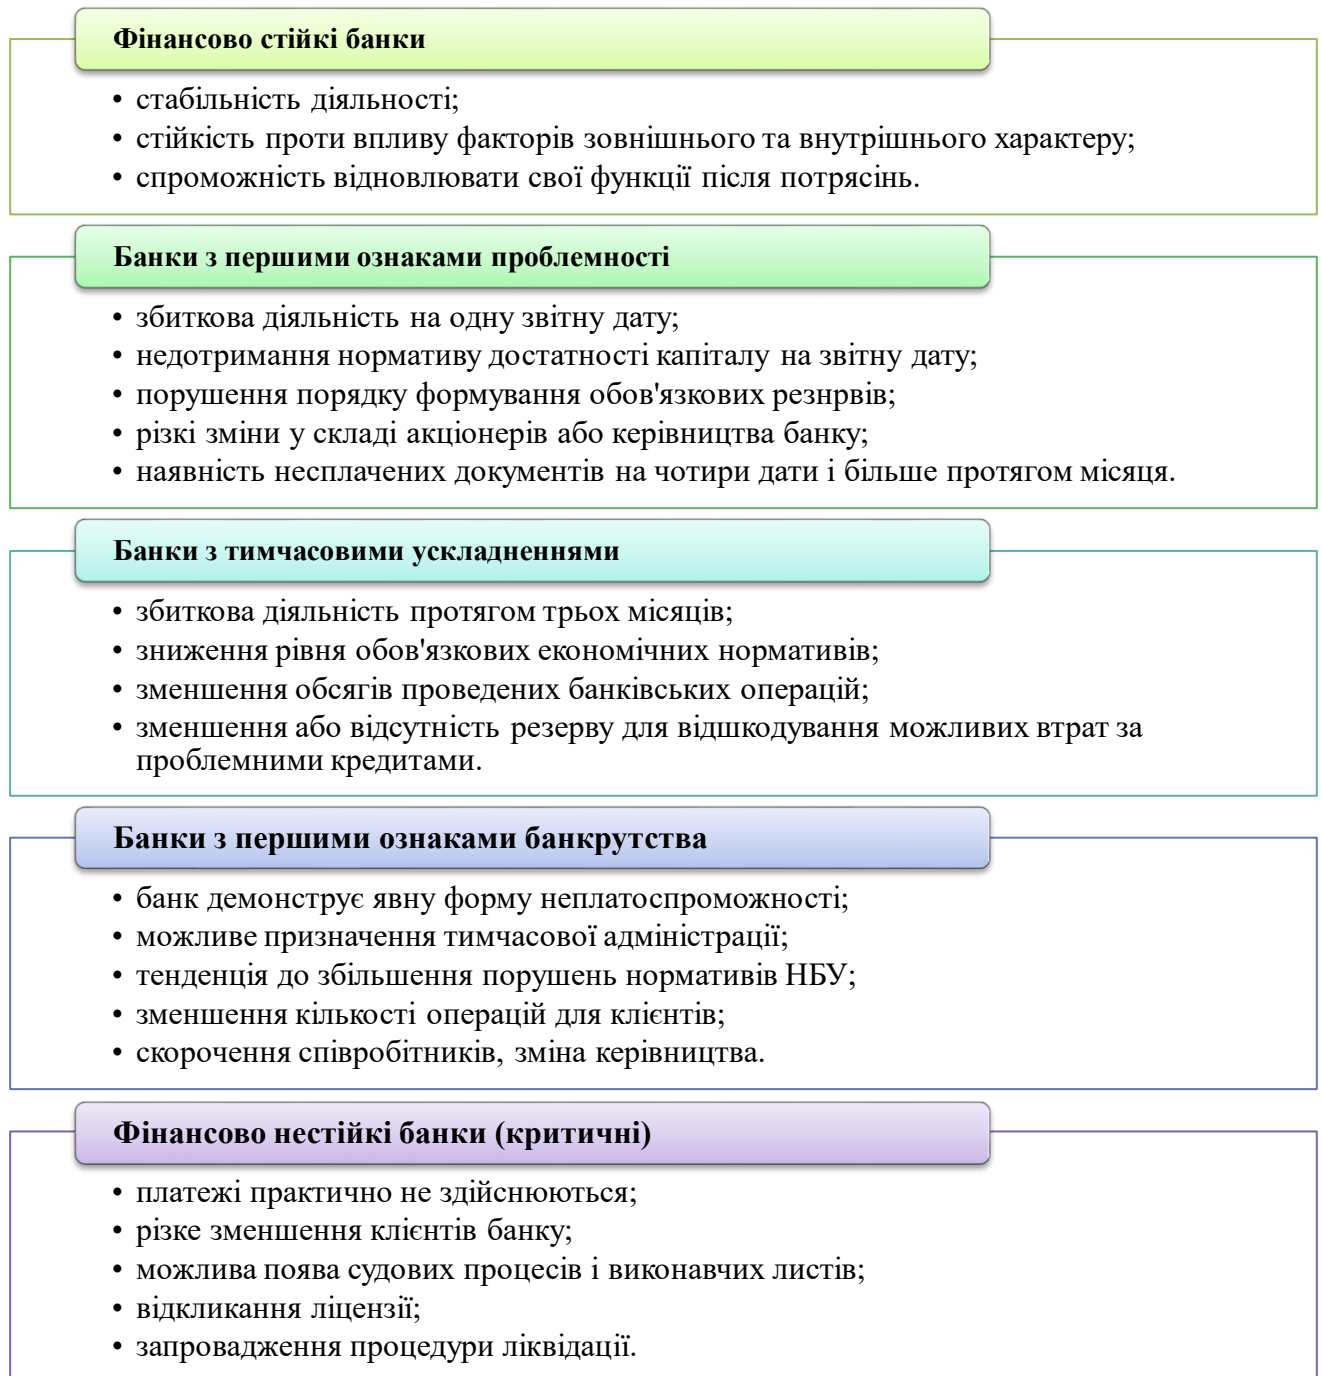 Фінансово стійкі банки
• стабільність діяльності;
• стійкість проти впливу факторів зовнішнього та внутрішнього характеру;
• спроможність відновлювати свої функції після потрясінь.
Банки з першими ознаками проблемності
• збиткова діяльність на одну звітну дату;
• недотримання нормативу достатності капіталу на звітну дату;
• порушення порядку формування обов'язкових резнрвів;
• різкі зміни у складі акціонерів або керівництва банку;
• наявність несплачених документів на чотири дати і більше протягом місяця.
Банки з тимчасовими ускладненнями
• збиткова діяльність протягом трьох місяців;
• зниження рівня обов'язкових економічних нормативів;
• зменшення обсягів проведених банківських операцій;
• зменшення або відсутність резерву для відшкодування можливих втрат за
проблемними кредитами.
Банки з першими ознаками банкрутства
• банк демонструє явну форму неплатоспроможності;
• можливе призначення тимчасової адміністрації;
• тенденція до збільшення порушень нормативів НБУ;
• зменшення кількості операцій для клієнтів;
• скорочення співробітників, зміна керівництва.
Фінансово нестійкі банки (критичні)
• платежі практично не здійснюються;
• різке зменшення клієнтів банку;
• можлива поява судових процесів і виконавчих листів;
• відкликання ліцензії;
• запровадження процедури ліквідації.